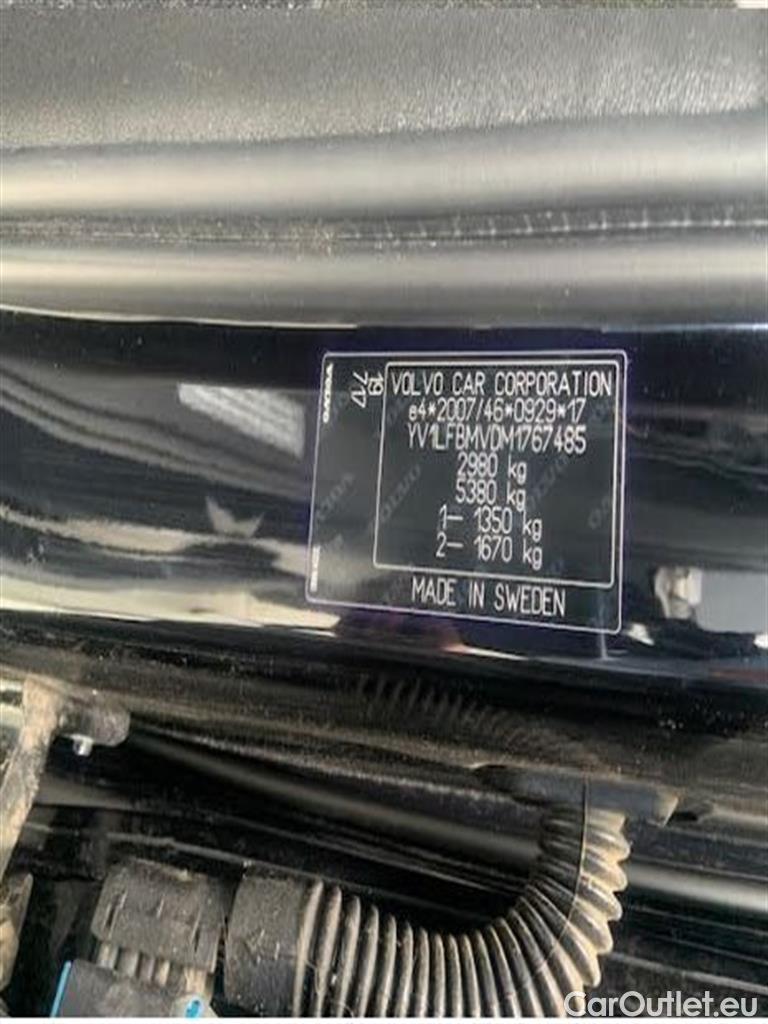 VOLVO
VOLVO CAR CORPORATION
e4*2007/46*0929*17
YV1LFBMVDM1767485
2980 kg
5380 kg
1– 1350 kg
2– 1670 kg
MADE IN SWEDEN
CarOutlet.eu